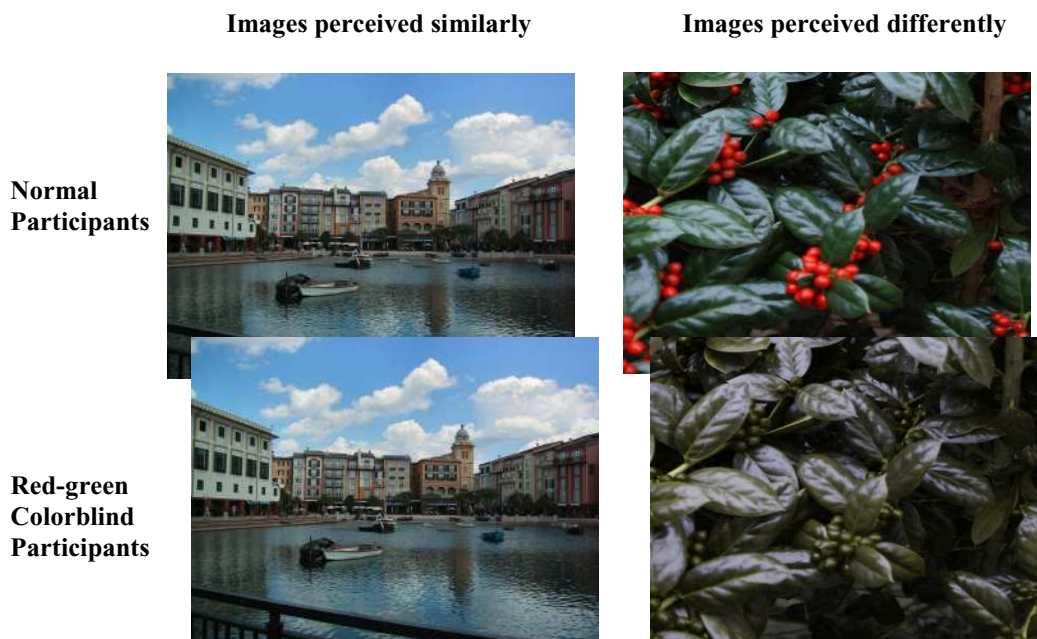 Images perceived similarly
Images perceived differently
Normal
Participants
Red-green
Colorblind
Participants